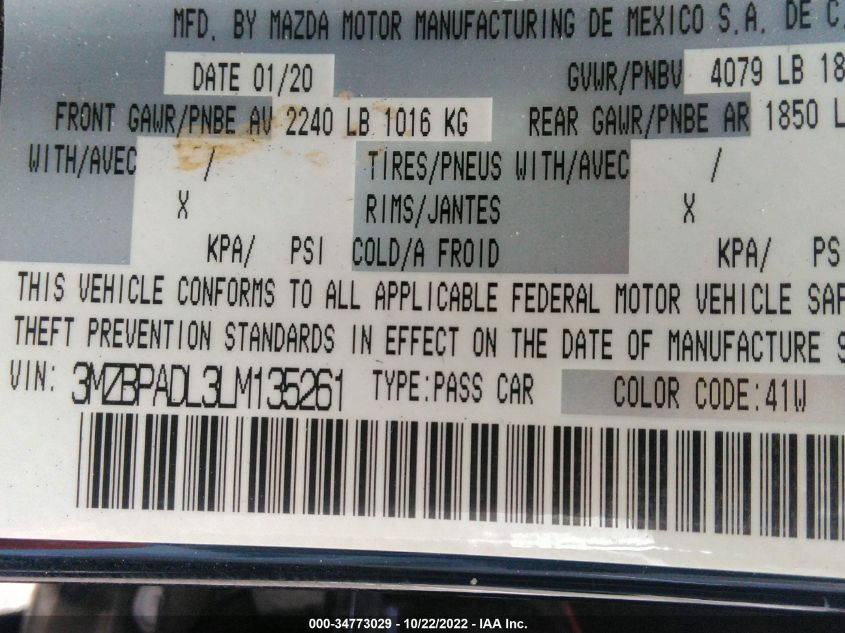 MFD. BY MAZDA MOTOR MANUFACTURING DE MEXICO S.A. DE C.
DATE 01/20 GVWR/PNBV 4079 LB 18
FRONT GAWR/PNBE AV 2240 LB 1016 KG REAR GAWR/PNBE AR 1850 L
WITH/AVEC / TIRES/PNEUS WITH/AVEC /
X RIMS/JANTES X
KPA/ PSI COLD/A FROID KPA/ PS
THIS VEHICLE CONFORMS TO ALL APPLICABLE FEDERAL MOTOR VEHICLE SAF
THEFT PREVENTION STANDARDS IN EFFECT ON THE DATE OF MANUFACTURE S
VIN: 3MZBPADL3LM135261 TYPE:PASS CAR COLOR CODE:41W
000-34773029 - 10/22/2022 - IAA Inc.